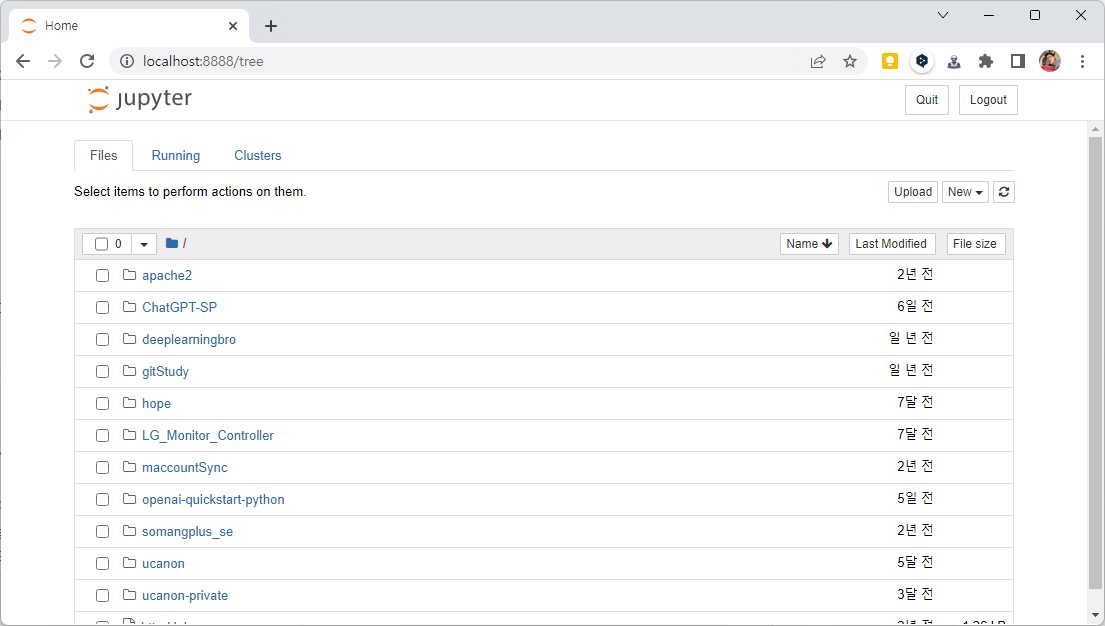 Home
localhost:8888/tree
jupyter
Quit Logout
Files Running Clusters
Select items to perform actions on them.
Upload New
0 / Name Last Modified File size
apache2 2년 전
ChatGPT-SP 6일 전
deeplearningbro 일 년 전
gitStudy 일 년 전
hope 7달 전
LG_Monitor_Controller 7달 전
maccountSync 2년 전
openai-quickstart-python 5일 전
somangplus_se 2년 전
ucanon 5달 전
ucanon-private 3달 전